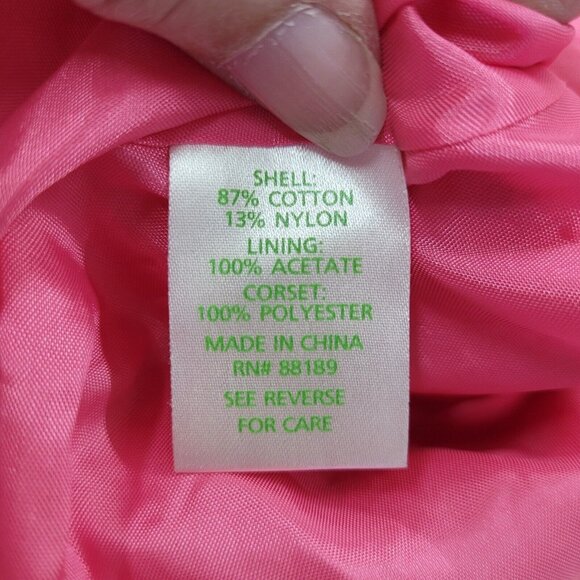 SHELL:
87% COTTON
13% NYLON
LINING:
100% ACETATE
CORSET:
100% POLYESTER
MADE IN CHINA
RN# 88189
SEE REVERSE
FOR CARE